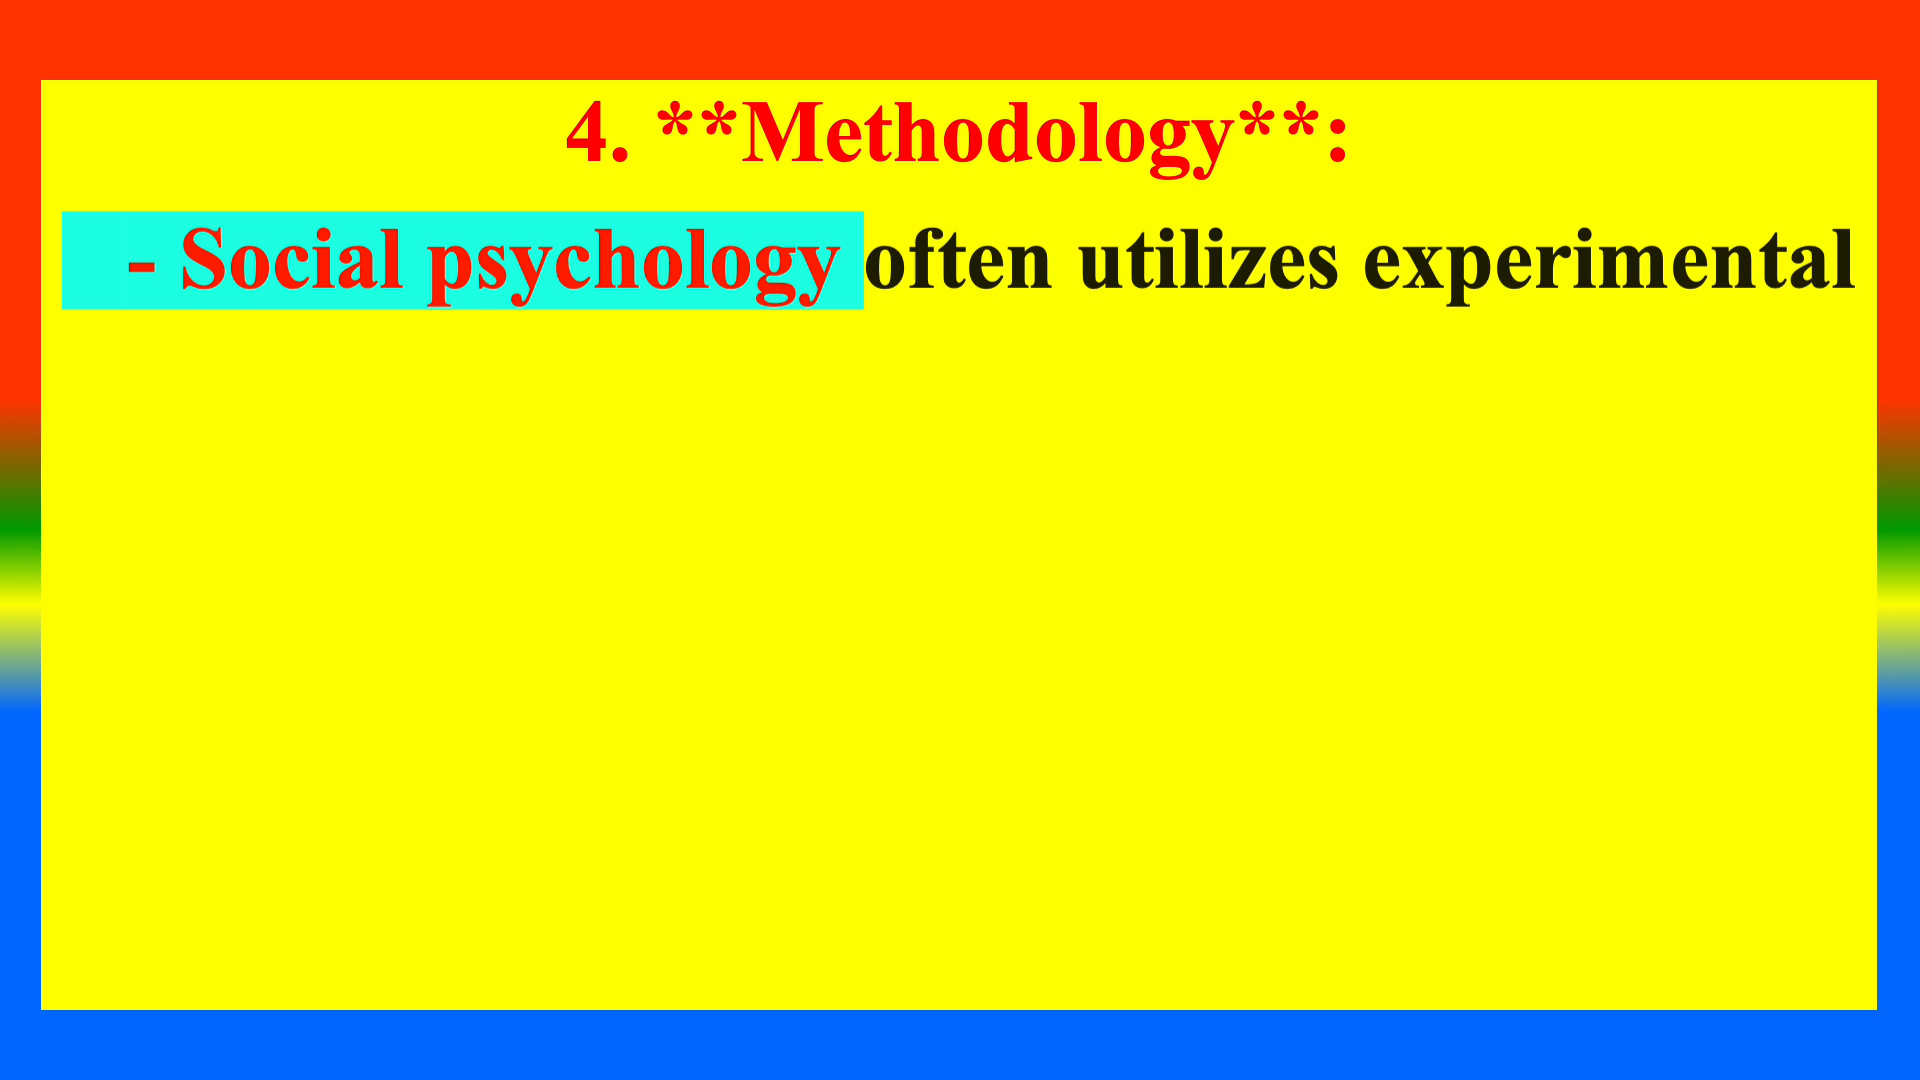 4. **Methodology**:
- Social psychology often utilizes experimental